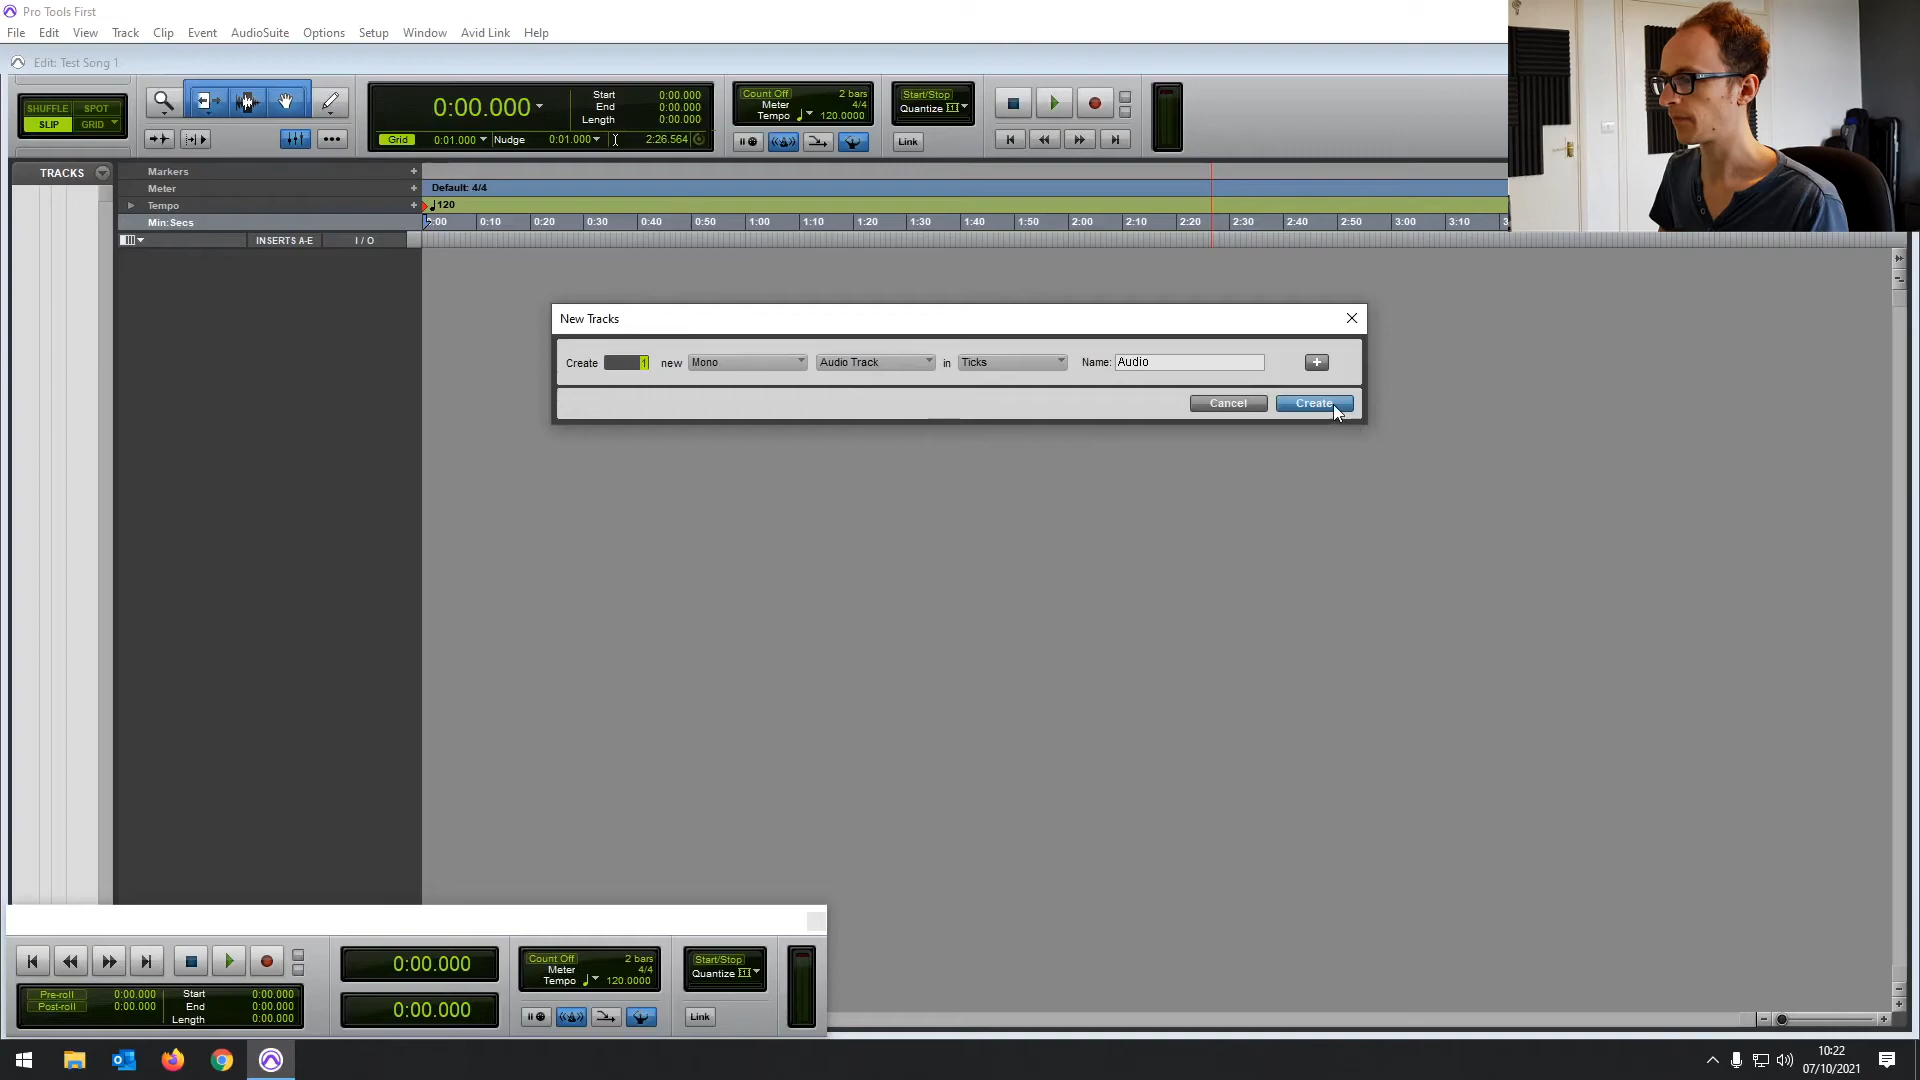 Pro Tools First
File Edit View Track Clip Event AudioSuite Options Setup Window Avid Link Help
Edit: Test Song 1
SHUFFLE SPOT
SLIP GRID
0:00.000
Start 0:00.000
End 0:00.000
Length 0:00.000
Grid 0:01.000 Nudge 0:01.000 2:26.564
Count Off 2 bars
Meter 4/4
Tempo 120.0000
Start/Stop
Quantize
Link
TRACKS
Markers
Meter Default: 4/4
Tempo 120
Min:Secs 0:00 0:10 0:20 0:30 0:40 0:50 1:00 1:10 1:20 1:30 1:40 1:50 2:00 2:10 2:20 2:30 2:40 2:50 3:00 3:10
INSERTS A-E I / O
New Tracks
Create 1 new Mono Audio Track in Ticks Name: Audio
Cancel Create
0:00.000
0:00.000
Pre-roll 0:00.000
Post-roll 0:00.000
Start 0:00.000
End 0:00.000
Length 0:00.000
Count Off 2 bars
Meter 4/4
Tempo 120.0000
Start/Stop
Quantize
Link
10:22
07/10/2021